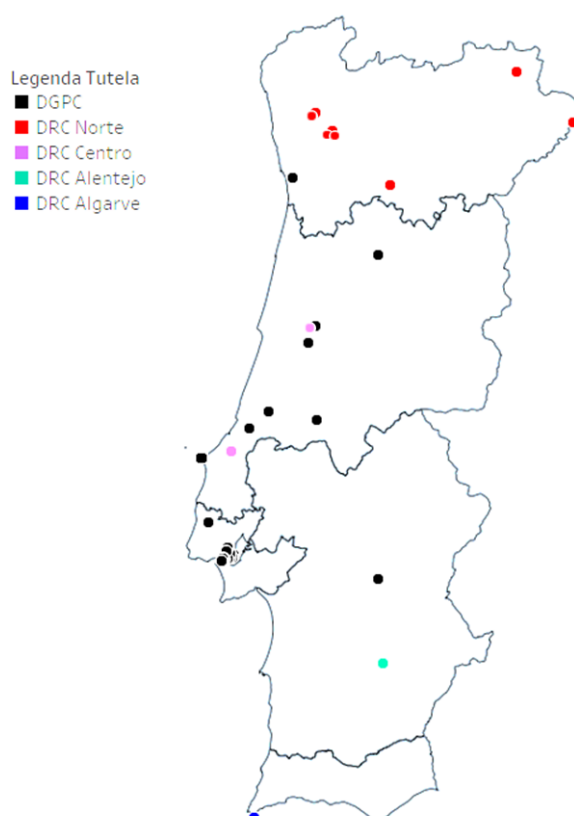 Legenda Tutela
DGPC
DRC Norte
DRC Centro
DRC Alentejo
DRC Algarve